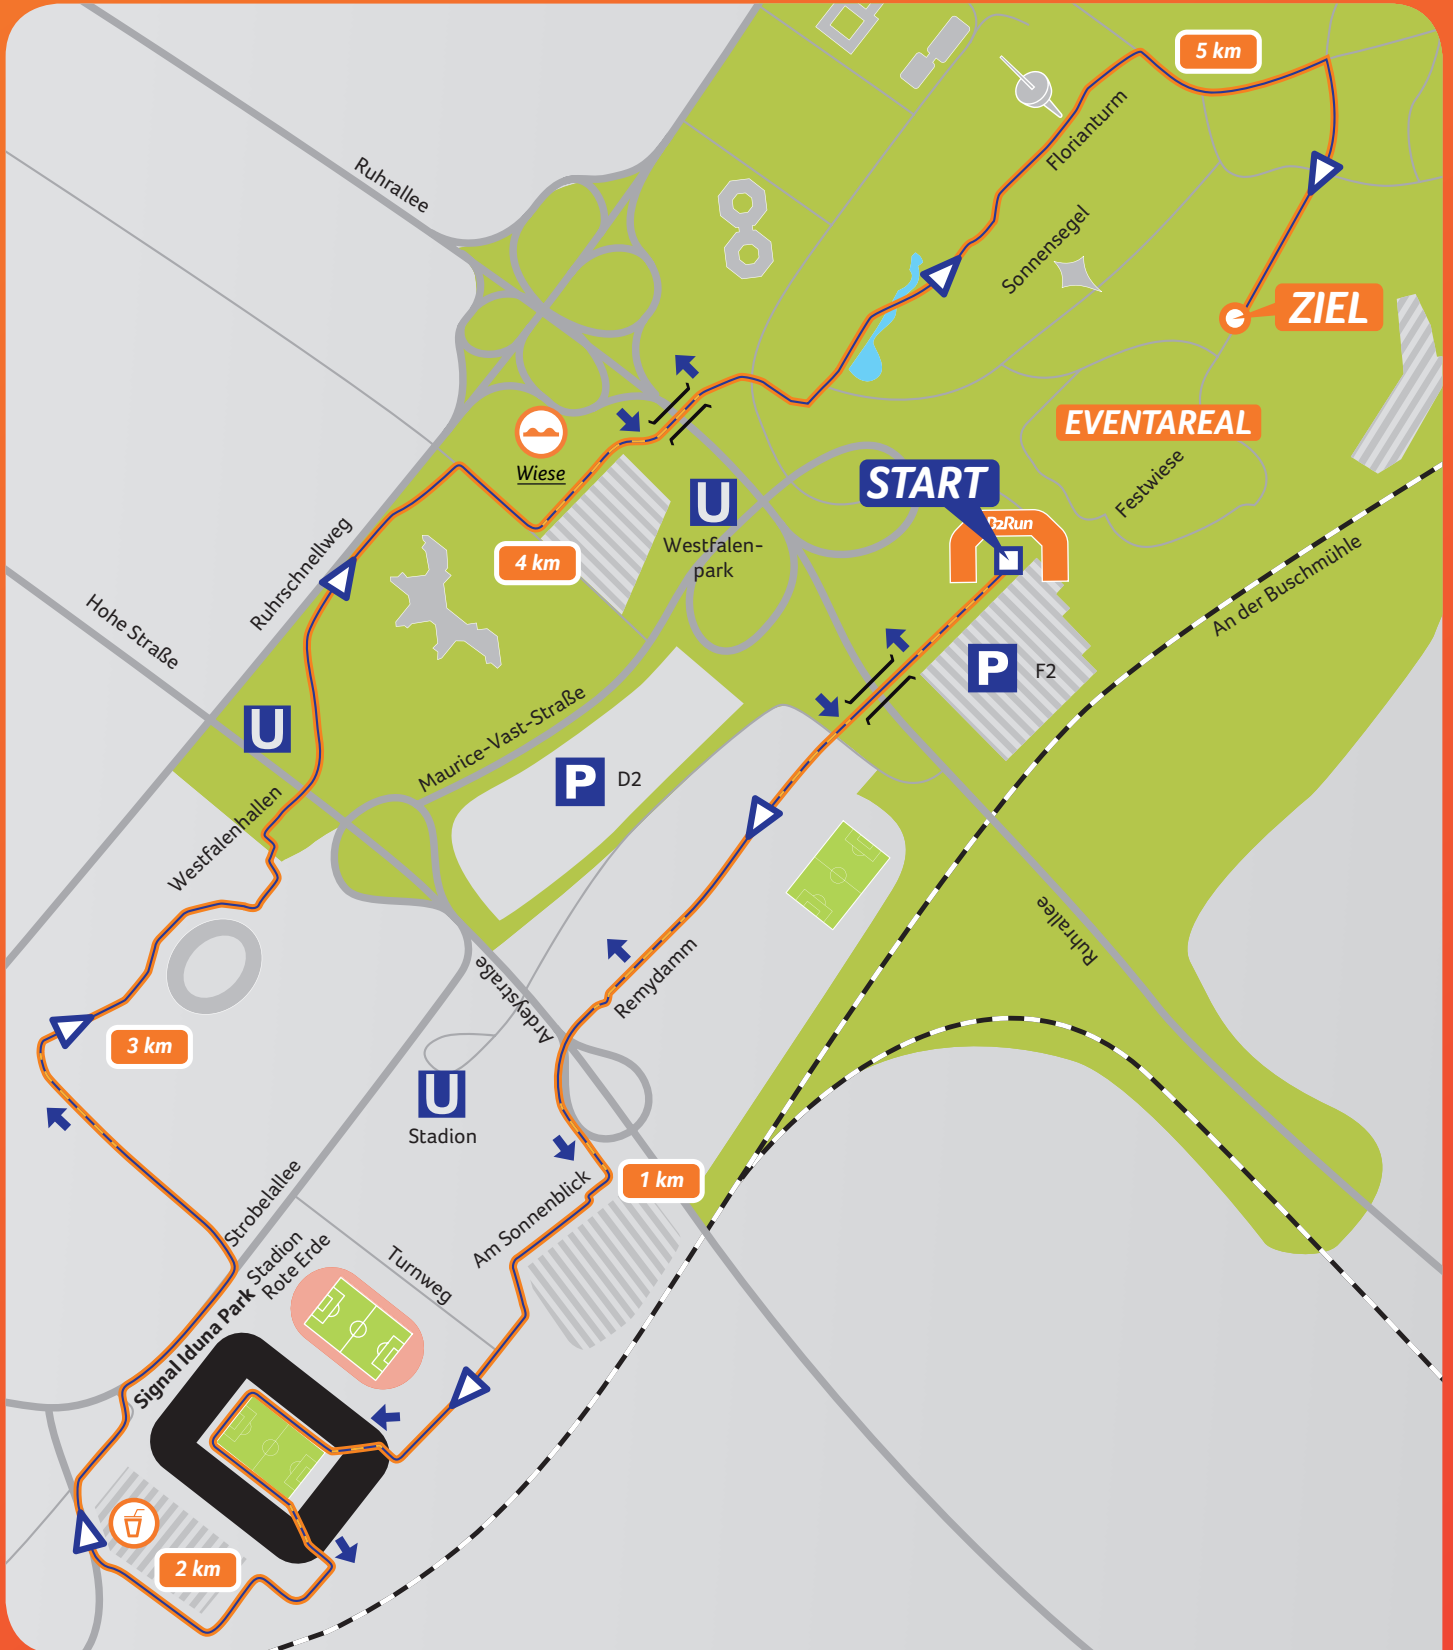 5 km
Florianturm
Ruhrallee
Sonnensegel
ZIEL
EVENTAREAL
Wiese
START
B2Run
Festwiese
U
Westfalen-
park
4 km
Ruhrschnellweg
An der Buschmühle
Hohe Straße
P
F2
U
Maurice-Vast-Straße
P
D2
Westfalenhallen
Ruhrallee
Remydamm
Ardeystraße
3 km
U
Stadion
1 km
Am Sonnenblick
Strobelallee
Stadion
Rote Erde
Turnweg
Signal Iduna Park
2 km